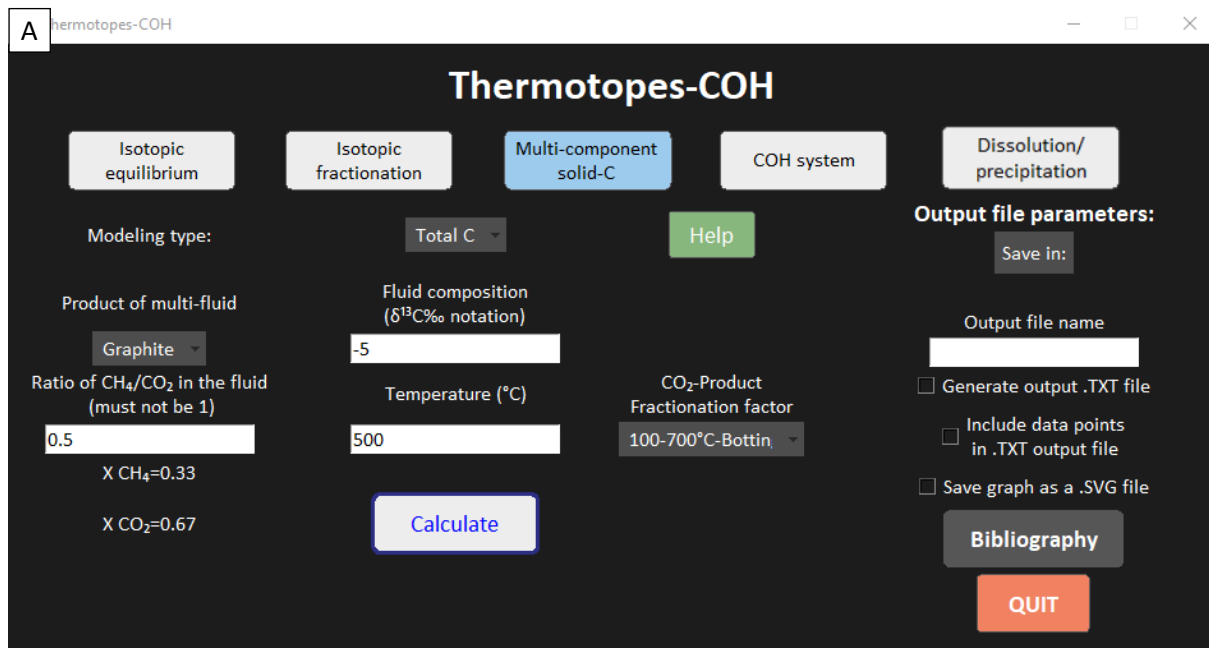 A
hermotopes-COH
Thermotopes-COH
Isotopic
equilibrium
Isotopic
fractionation
Multi-component
solid-C
COH system
Dissolution/
precipitation
Modeling type:
Total C
Help
Output file parameters:
Save in:
Product of multi-fluid
Graphite
Fluid composition
(δ¹³C‰ notation)
-5
Output file name
Ratio of CH₄/CO₂ in the fluid
(must not be 1)
0.5
Temperature (°C)
500
CO₂-Product
Fractionation factor
100-700°C-Bottin
Generate output .TXT file
Include data points
in .TXT output file
X CH₄=0.33
Save graph as a .SVG file
X CO₂=0.67
Calculate
Bibliography
QUIT